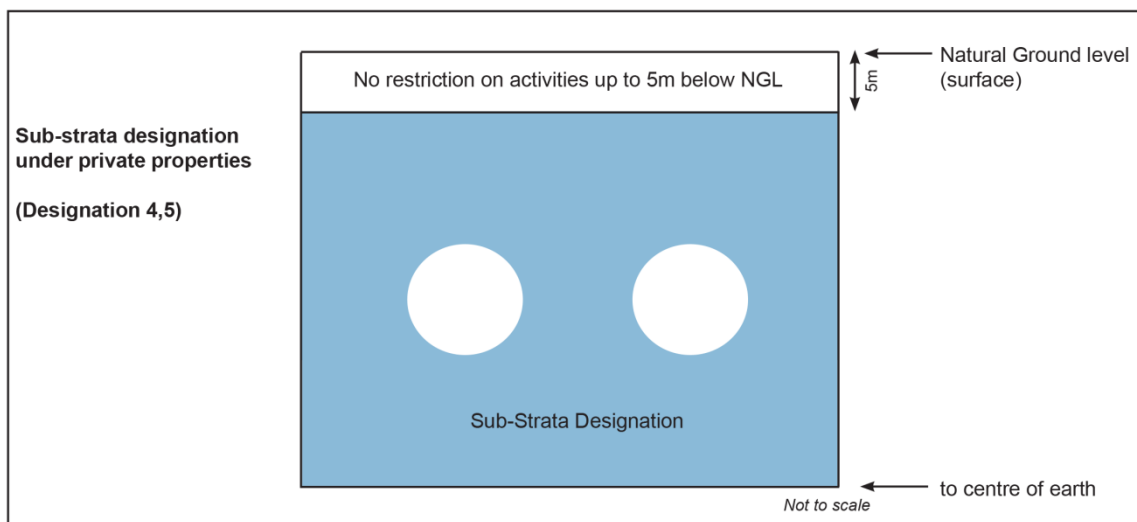 Natural Ground level
(surface)
No restriction on activities up to 5m below NGL
5m
Sub-strata designation
under private properties
(Designation 4,5)
Sub-Strata Designation
to centre of earth
Not to scale